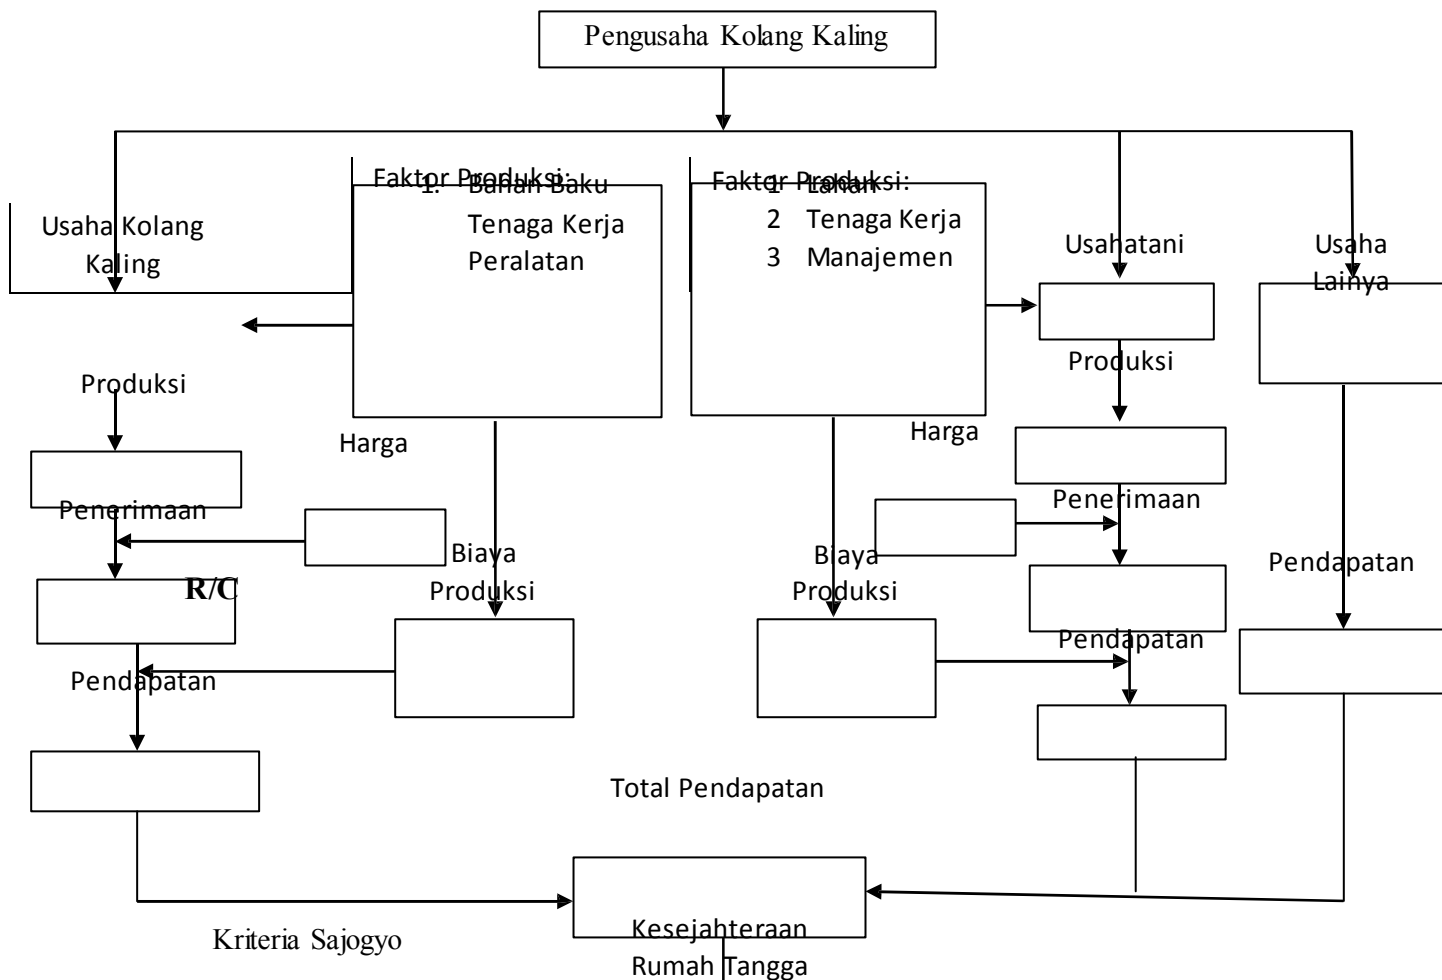 Pengusaha Kolang Kaling
Faktor Produksi:
1. Bahan Baku
Tenaga Kerja
Peralatan
Faktor Produksi:
1 Lahan
2 Tenaga Kerja
3 Manajemen
Usaha Kolang
Kaling
Usahatani
Usaha
Lainya
Produksi
Produksi
Harga
Harga
Penerimaan
Penerimaan
Biaya
Produksi
Biaya
Produksi
Pendapatan
R/C
Pendapatan
Pendapatan
Total Pendapatan
Kriteria Sajogyo
Kesejahteraan
Rumah Tangga